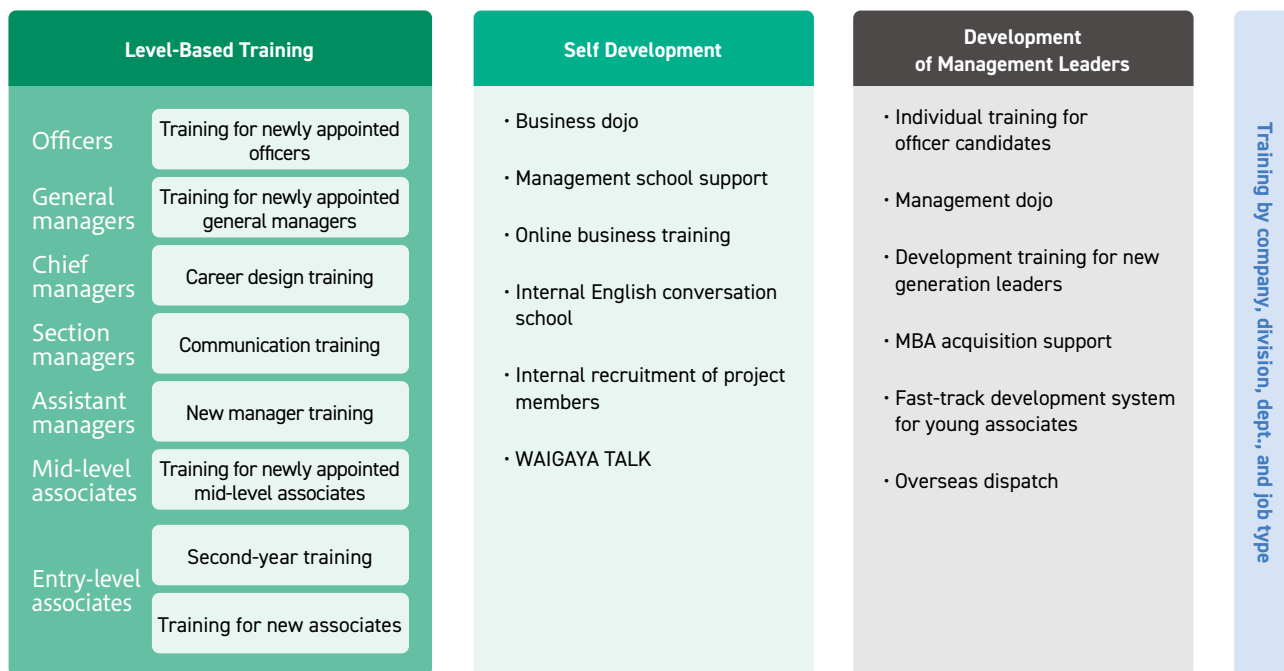 Level-Based Training
Officers
Training for newly appointed
officers
General
managers
Training for newly appointed
general managers
Chief
managers
Career design training
Section
managers
Communication training
Assistant
managers
New manager training
Mid-level
associates
Training for newly appointed
mid-level associates
Entry-level
associates
Second-year training
Training for new associates
Self Development
・Business dojo
・Management school support
・Online business training
・Internal English conversation
school
・Internal recruitment of project
members
・WAIGAYA TALK
Development
of Management Leaders
・Individual training for
officer candidates
・Management dojo
・Development training for new
generation leaders
・MBA acquisition support
・Fast-track development system
for young associates
・Overseas dispatch
Training by company, division, dept., and job type